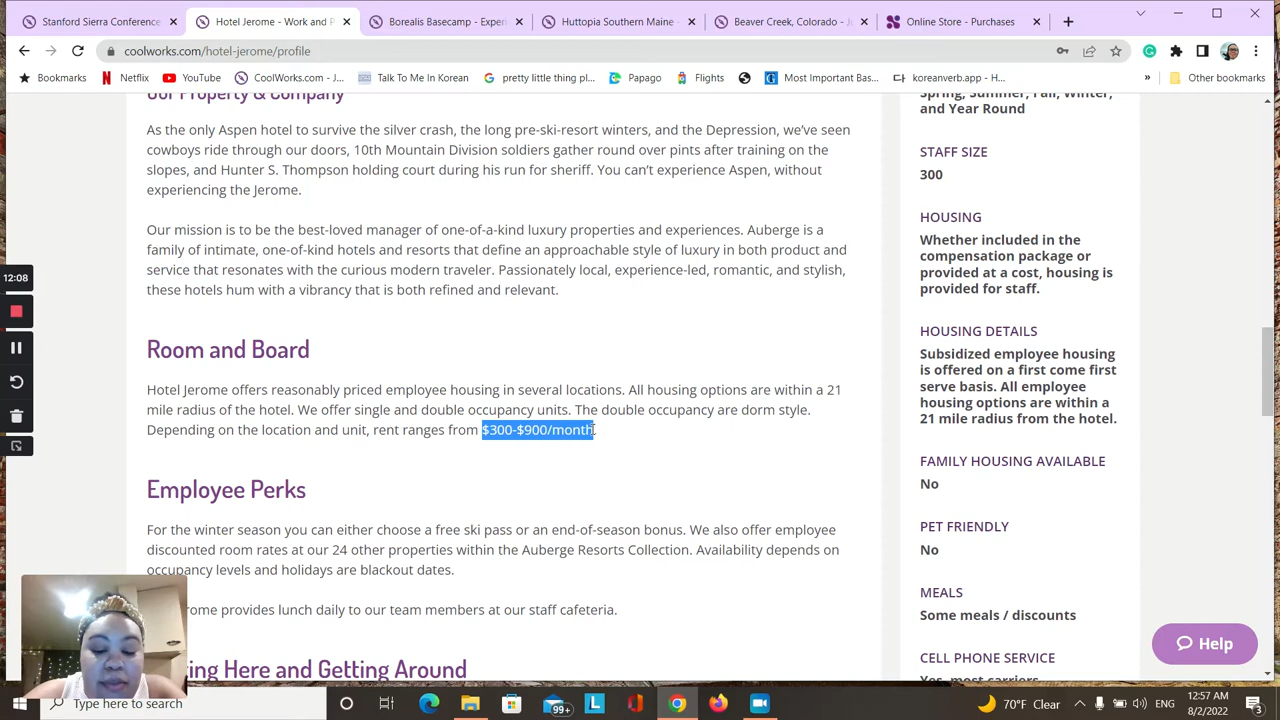 Stanford Sierra Conference
Hotel Jerome - Work and P
Borealis Basecamp - Experi
Huttopia Southern Maine -
Beaver Creek, Colorado - Jo
Online Store - Purchases
coolworks.com/hotel-jerome/profile
Bookmarks
Netflix
YouTube
CoolWorks.com - J...
Talk To Me In Korean
pretty little thing pl...
Papago
Flights
Most Important Bas...
koreanverb.app - H...
Other bookmarks
Our Property & Company
As the only Aspen hotel to survive the silver crash, the long pre-ski-resort winters, and the Depression, we've seen
cowboys ride through our doors, 10th Mountain Division soldiers gather round over pints after training on the
slopes, and Hunter S. Thompson holding court during his run for sheriff. You can't experience Aspen, without
experiencing the Jerome.
Our mission is to be the best-loved manager of one-of-a-kind luxury properties and experiences. Auberge is a
family of intimate, one-of-kind hotels and resorts that define an approachable style of luxury in both product and
service that resonates with the curious modern traveler. Passionately local, experience-led, romantic, and stylish,
these hotels hum with a vibrancy that is both refined and relevant.
Room and Board
Hotel Jerome offers reasonably priced employee housing in several locations. All housing options are within a 21
mile radius of the hotel. We offer single and double occupancy units. The double occupancy are dorm style.
Depending on the location and unit, rent ranges from $300-$900/month.
Employee Perks
For the winter season you can either choose a free ski pass or an end-of-season bonus. We also offer employee
discounted room rates at our 24 other properties within the Auberge Resorts Collection. Availability depends on
occupancy levels and holidays are blackout dates.
rome provides lunch daily to our team members at our staff cafeteria.
ing Here and Getting Around
Spring, Summer, Fall, Winter,
and Year Round
STAFF SIZE
300
HOUSING
Whether included in the
compensation package or
provided at a cost, housing is
provided for staff.
HOUSING DETAILS
Subsidized employee housing
is offered on a first come first
serve basis. All employee
housing options are within a
21 mile radius from the hotel.
FAMILY HOUSING AVAILABLE
No
PET FRIENDLY
No
MEALS
Some meals / discounts
CELL PHONE SERVICE
Yes, most carriers
Help
12:08
Type here to search
99+
L
70°F Clear
ENG
12:57 AM
8/2/2022
3